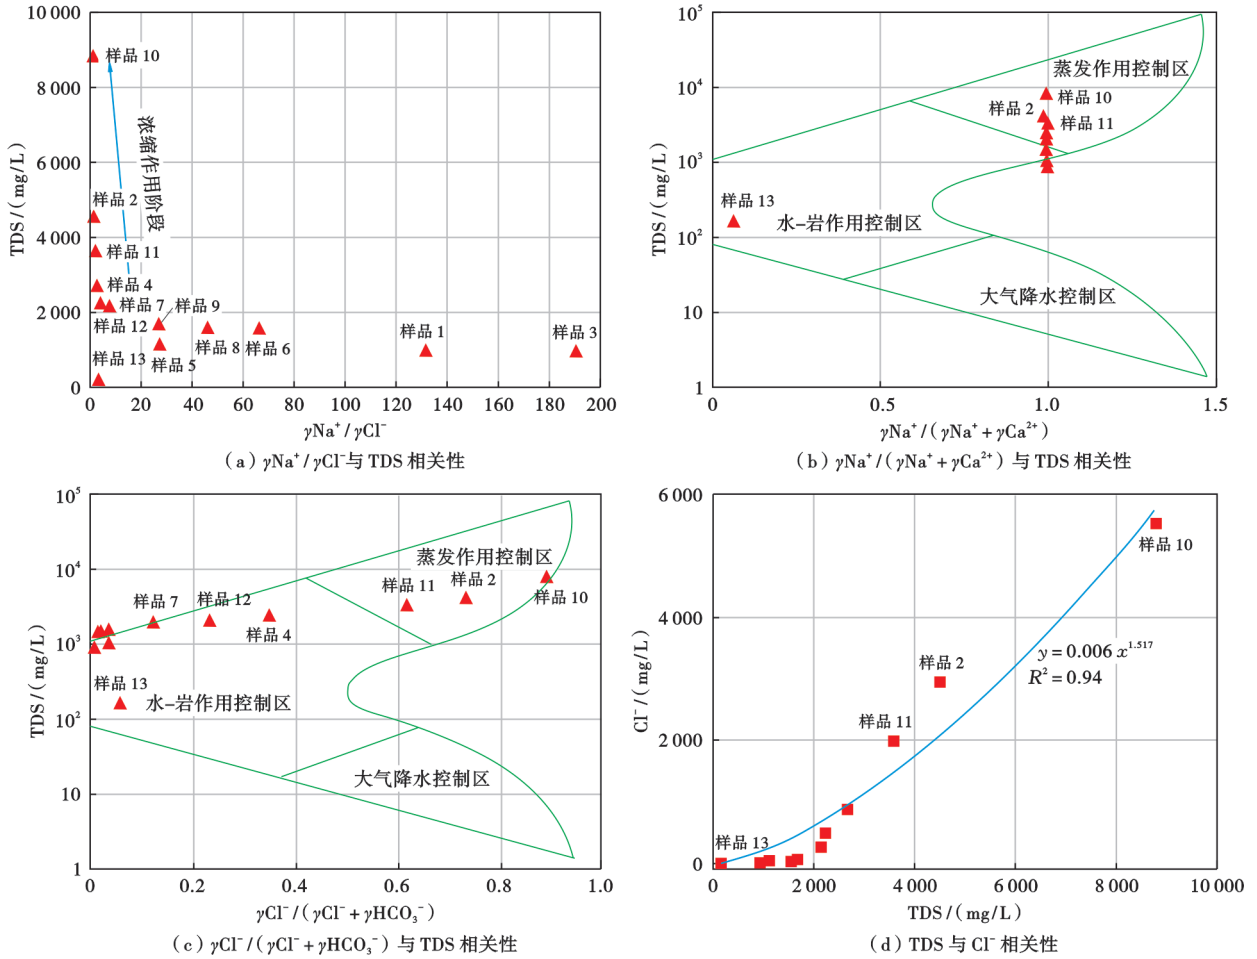 10 000
8 000
6 000
4 000
2 000
0
TDS/(mg/L)
样品 10
浓缩作用阶段
样品 2
样品 11
样品 4
样品 7
样品 9
样品 12
样品 8
样品 6
样品 1
样品 3
样品 13
样品 5
0 20 40 60 80 100 120 140 160 180 200
γNa⁺/γCl⁻
(a) γNa⁺/γCl⁻与 TDS 相关性
10⁵
10⁴
10³
10²
10
1
TDS/(mg/L)
蒸发作用控制区
样品 10
样品 2
样品 11
样品 13
水-岩作用控制区
大气降水控制区
0 0.5 1.0 1.5
γNa⁺/(γNa⁺+γCa²⁺)
(b) γNa⁺/(γNa⁺+γCa²⁺) 与 TDS 相关性
10⁵
10⁴
10³
10²
10
1
TDS/(mg/L)
蒸发作用控制区
样品 11
样品 2
样品 10
样品 7
样品 12
样品 4
样品 13
水-岩作用控制区
大气降水控制区
0 0.2 0.4 0.6 0.8 1.0
γCl⁻/(γCl⁻+γHCO₃⁻)
(c) γCl⁻/(γCl⁻+γHCO₃⁻) 与 TDS 相关性
6 000
4 000
2 000
0
Cl⁻/(mg/L)
样品 10
y = 0.006 x^1.517
R² = 0.94
样品 2
样品 11
样品 13
0 2 000 4 000 6 000 8 000 10 000
TDS/(mg/L)
(d) TDS 与 Cl⁻ 相关性